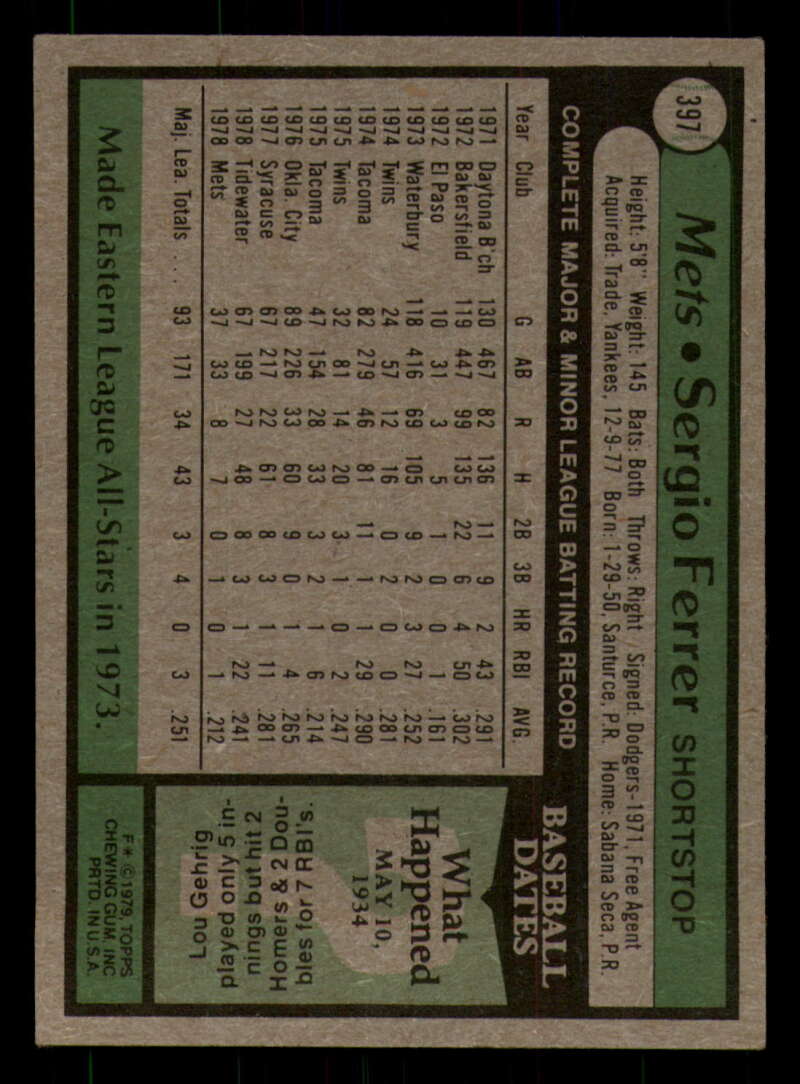 397
Mets • Sergio Ferrer SHORTSTOP
Height: 5'8" Weight: 145 Bats: Both Throws: Right Signed: Dodgers-1971, Free Agent
Acquired: Trade, Yankees, 12-9-77 Born: 1-29-50, Santurce, P.R. Home: Sabana Seca, P.R.
COMPLETE MAJOR & MINOR LEAGUE BATTING RECORD
Year Club G AB R H 2B 3B HR RBI AVG.
1971 Daytona B'ch 130 467 82 136 11 9 2 43 .291
1972 Bakersfield 119 447 99 135 22 6 4 50 .302
1972 El Paso 10 31 3 5 1 0 0 1 .161
1973 Waterbury 118 416 69 105 9 2 3 27 .252
1974 Twins 24 57 12 16 0 2 0 0 .281
1974 Tacoma 82 279 46 81 11 1 1 29 .290
1975 Twins 32 81 14 20 3 1 0 2 .247
1975 Tacoma 47 154 28 33 3 2 1 6 .214
1976 Okla. City 89 226 33 60 9 0 1 4 .265
1977 Syracuse 67 217 22 61 8 3 1 11 .281
1978 Tidewater 67 199 27 48 8 3 1 22 .241
1978 Mets 37 33 8 7 0 1 0 1 .212
Maj. Lea. Totals . . . . 93 171 34 43 3 4 0 3 .251
Made Eastern League All-Stars in 1973.
BASEBALL
DATES
What
Happened
MAY 10,
1934
Lou Gehrig
played only 5 in-
nings but hit 2
Homers & 2 Dou-
bles for 7 RBI's.
F* ©1979, TOPPS
CHEWING GUM, INC
PRTD. IN U.S.A.